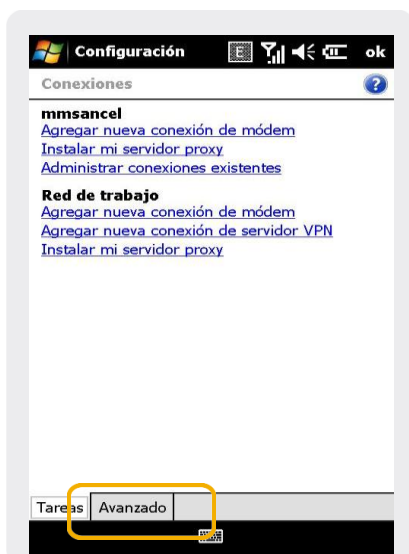 Configuración E ok
Conexiones ?
mmsancel
Agregar nueva conexión de módem
Instalar mi servidor proxy
Administrar conexiones existentes
Red de trabajo
Agregar nueva conexión de módem
Agregar nueva conexión de servidor VPN
Instalar mi servidor proxy
Tareas Avanzado